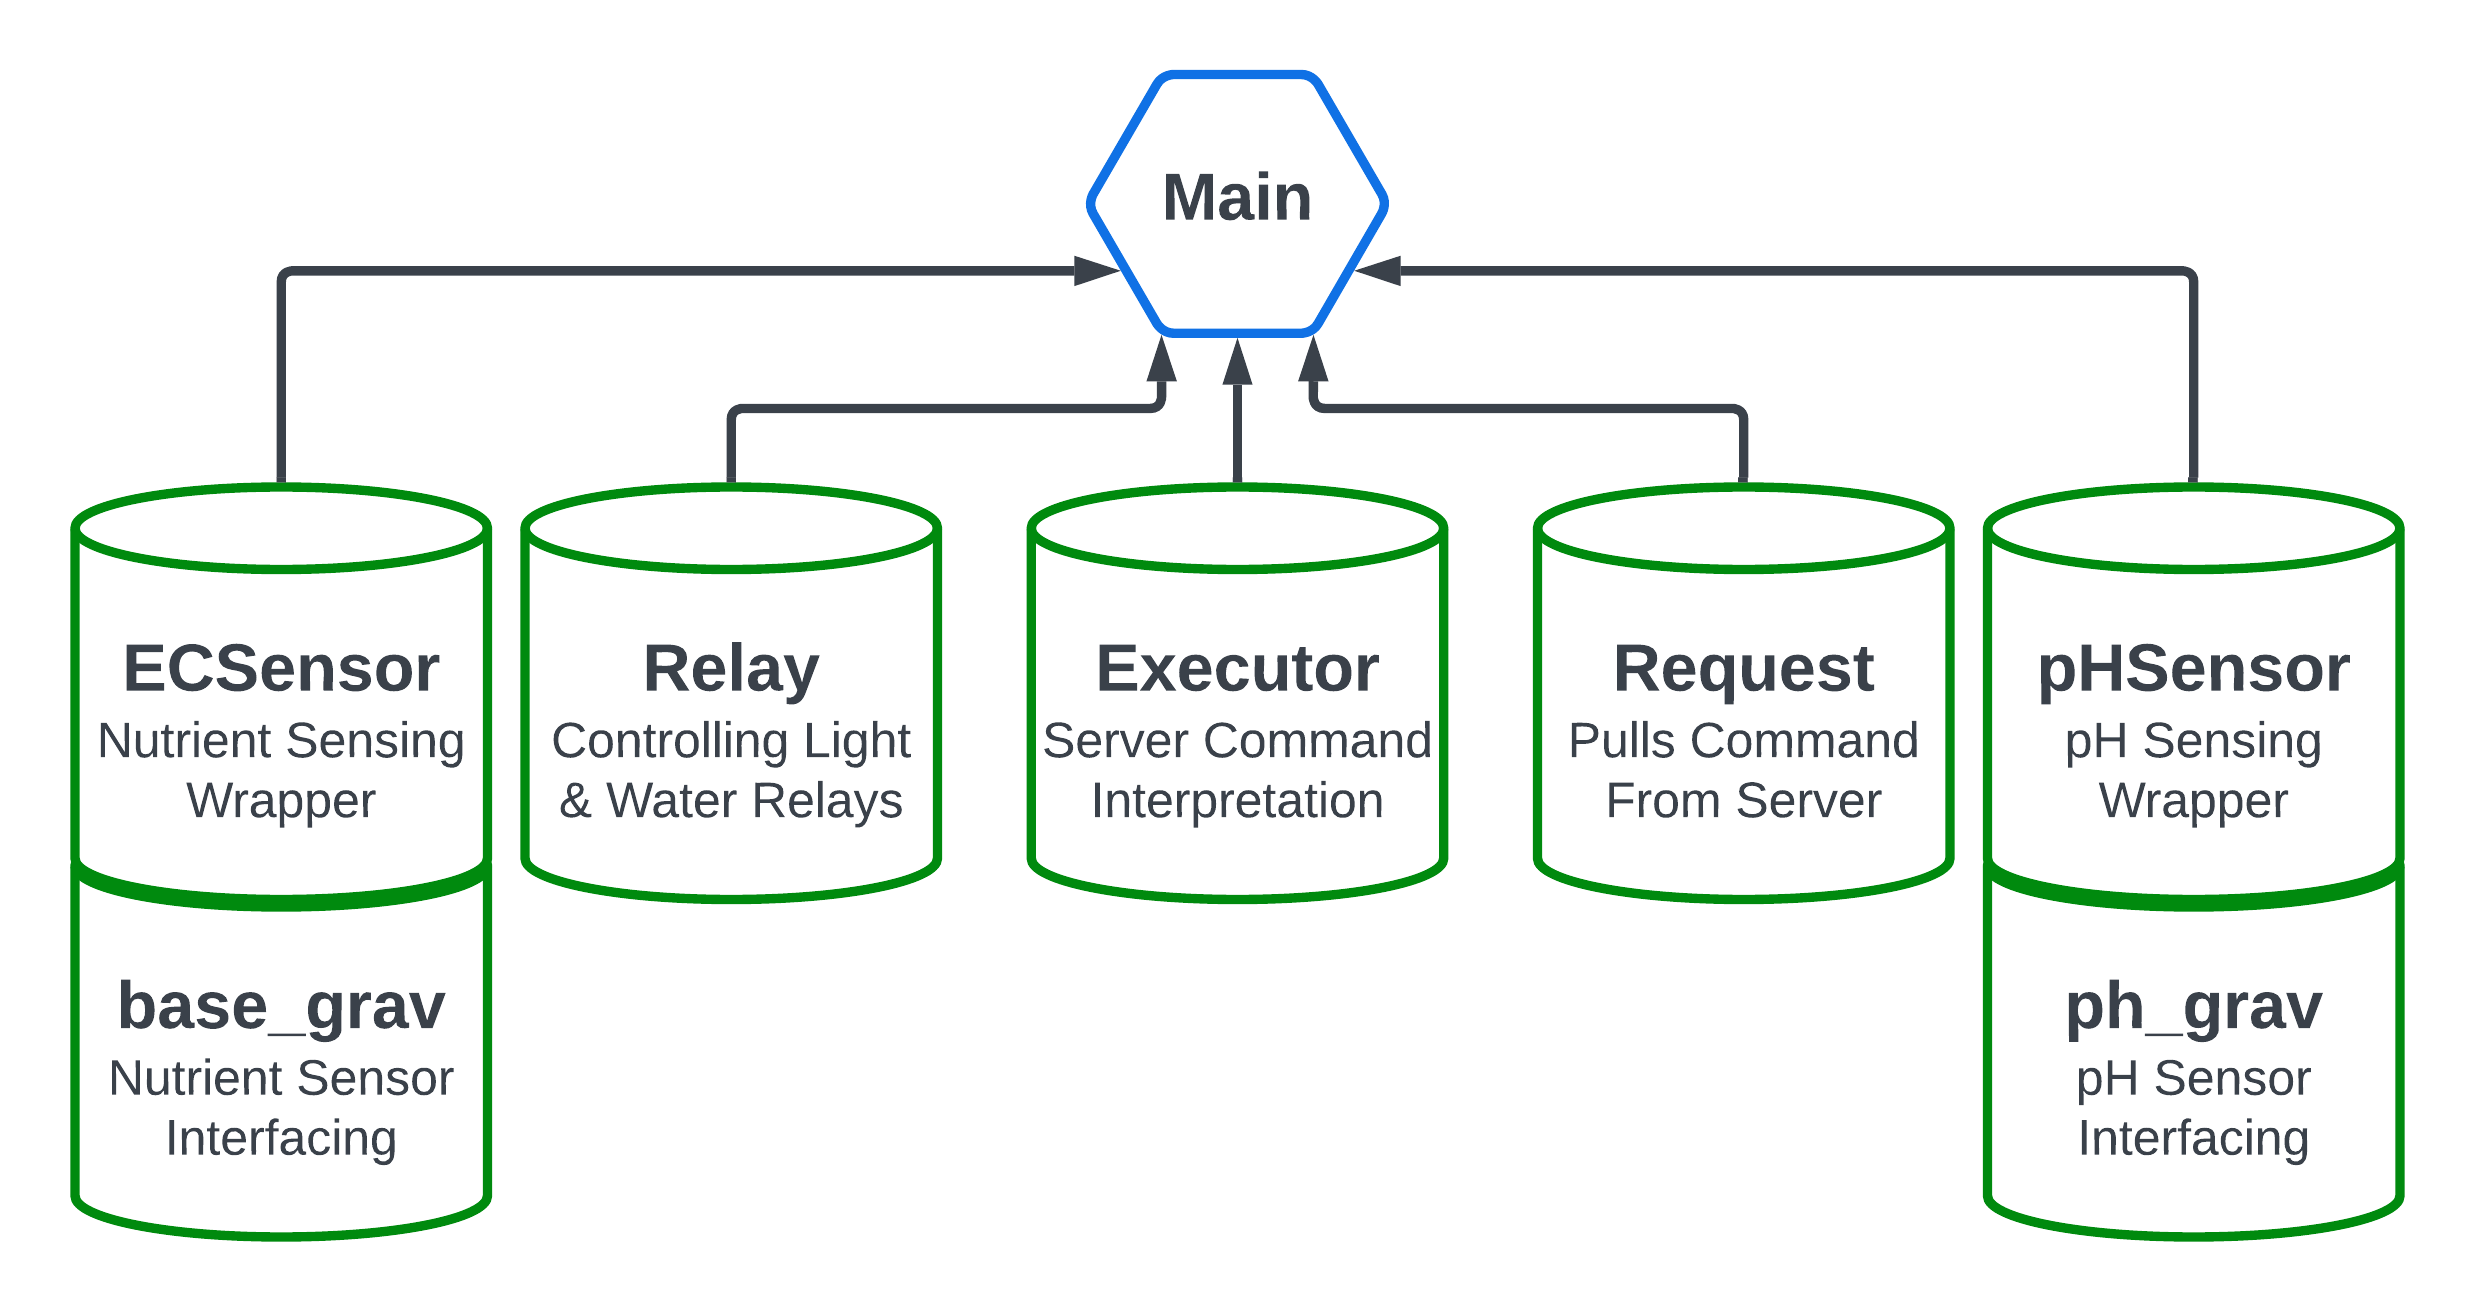 Main
ECSensor
Nutrient Sensing
Wrapper
Relay
Controlling Light
& Water Relays
Executor
Server Command
Interpretation
Request
Pulls Command
From Server
pHSensor
pH Sensing
Wrapper
base_grav
Nutrient Sensor
Interfacing
ph_grav
pH Sensor
Interfacing